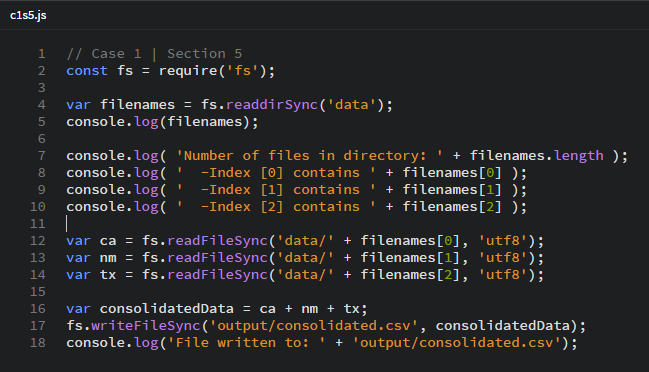 c1s5.js
1 // Case 1 | Section 5
2 const fs = require('fs');
3
4 var filenames = fs.readdirSync('data');
5 console.log(filenames);
6
7 console.log( 'Number of files in directory: ' + filenames.length );
8 console.log( '  -Index [0] contains ' + filenames[0] );
9 console.log( '  -Index [1] contains ' + filenames[1] );
10 console.log( '  -Index [2] contains ' + filenames[2] );
11
12 var ca = fs.readFileSync('data/' + filenames[0], 'utf8');
13 var nm = fs.readFileSync('data/' + filenames[1], 'utf8');
14 var tx = fs.readFileSync('data/' + filenames[2], 'utf8');
15
16 var consolidatedData = ca + nm + tx;
17 fs.writeFileSync('output/consolidated.csv', consolidatedData);
18 console.log('File written to: ' + 'output/consolidated.csv');